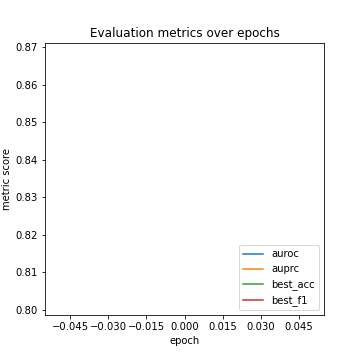 Evaluation metrics over epochs
0.87
0.86
0.85
0.84
0.83
0.82
0.81
0.80
metric score
auroc
auprc
best_acc
best_f1
−0.045 −0.030 −0.015 0.000 0.015 0.030 0.045
epoch